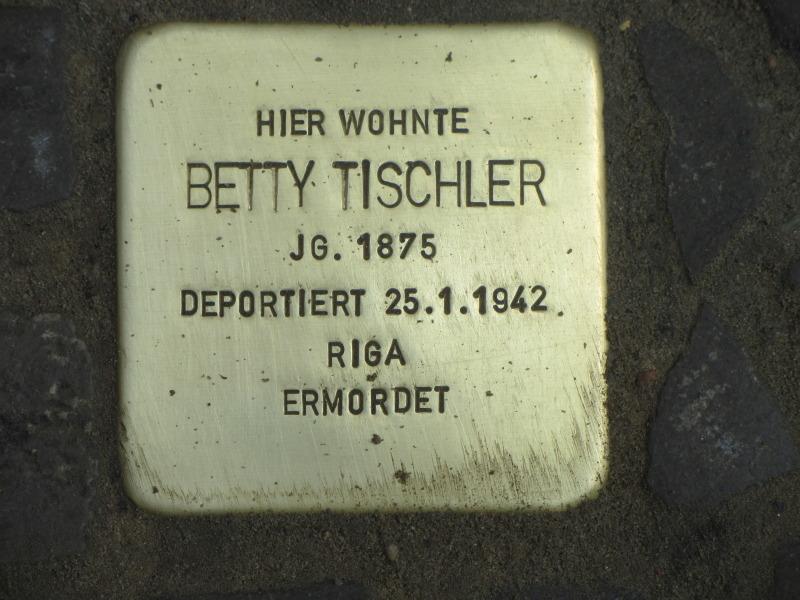 HIER WOHNTE
BETTY TISCHLER
JG. 1875
DEPORTIERT 25.1.1942
RIGA
ERMORDET